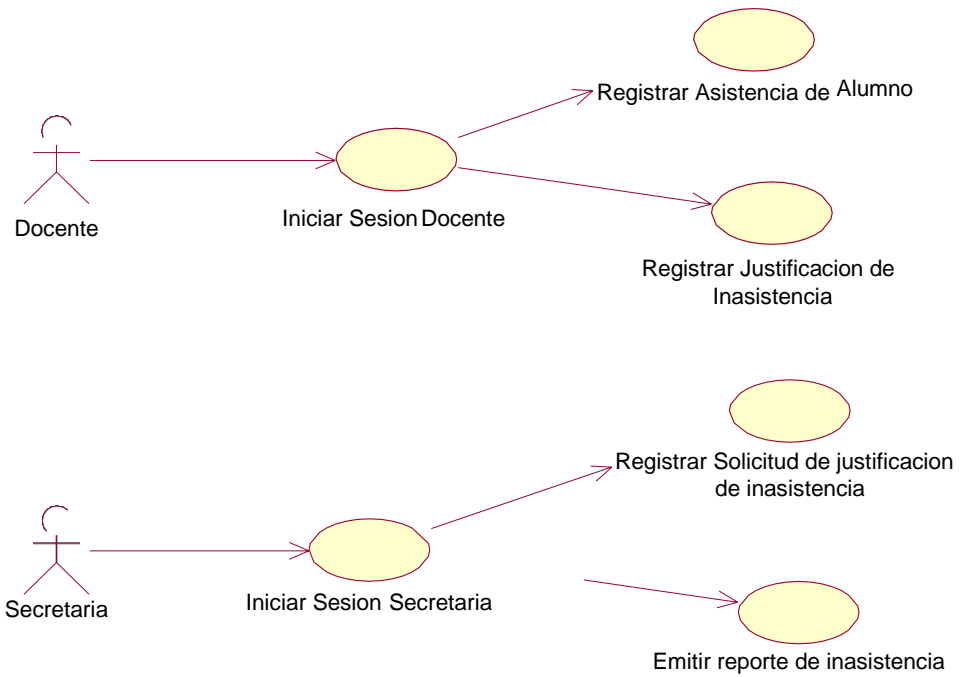 Registrar Asistencia de Alumno
Docente
Iniciar Sesion Docente
Registrar Justificacion de
Inasistencia
Registrar Solicitud de justificacion
de inasistencia
Secretaria
Iniciar Sesion Secretaria
Emitir reporte de inasistencia